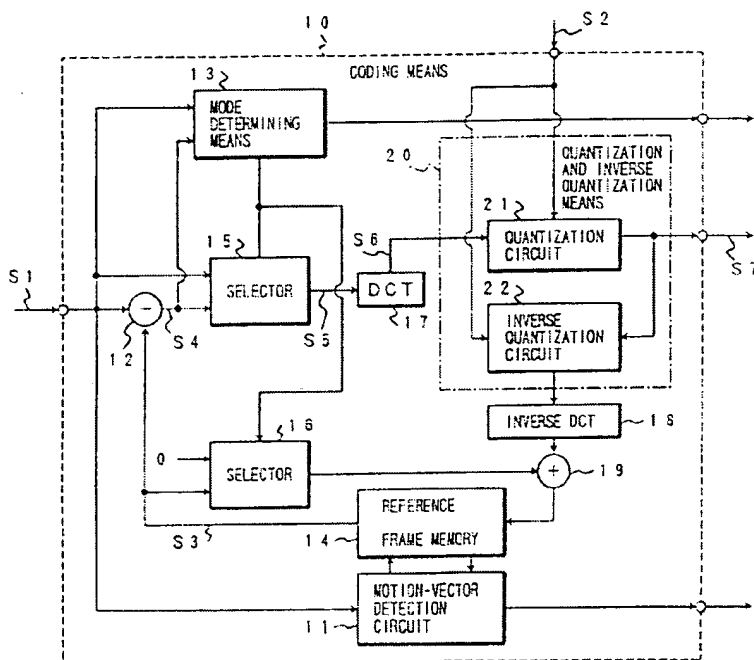 10
S2
CODING MEANS
13
MODE
DETERMINING
MEANS
20
QUANTIZATION
AND INVERSE
QUANTIZATION
MEANS
21
QUANTIZATION
CIRCUIT
S6
S7
15
SELECTOR
DCT
17
S5
S1
12
S4
22
INVERSE
QUANTIZATION
CIRCUIT
INVERSE DCT
18
16
0
SELECTOR
+
19
REFERENCE
FRAME MEMORY
S3
14
MOTION-VECTOR
DETECTION
CIRCUIT
11